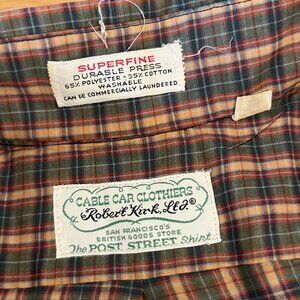 SUPERFINE
DURABLE PRESS
65% POLYESTER - 35% COTTON
WASHABLE
CAN BE COMMERCIALLY LAUNDERED
CABLE CAR CLOTHIERS
Robert Kirk, Ltd.®
SAN FRANCISCO'S
BRITISH GOODS STORE
The POST STREET Shirt